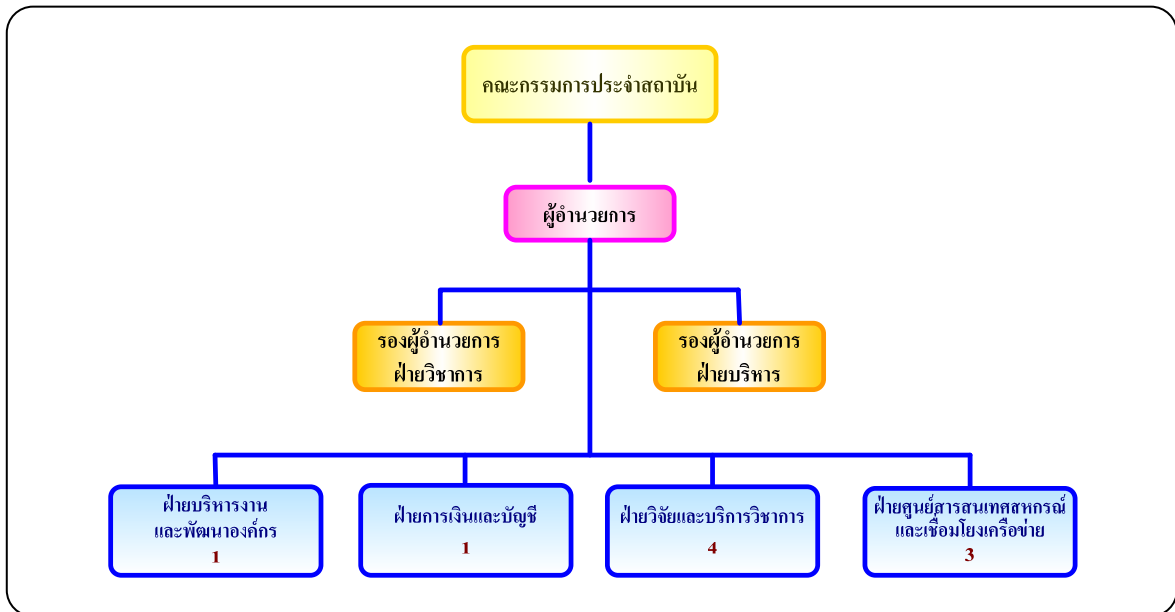 คณะกรรมการประจำสถาบัน
ผู้อำนวยการ
รองผู้อำนวยการ
ฝ่ายวิชาการ
รองผู้อำนวยการ
ฝ่ายบริหาร
ฝ่ายบริหารงาน
และพัฒนาองค์กร
1
ฝ่ายการเงินและบัญชี
1
ฝ่ายวิจัยและบริการวิชาการ
4
ฝ่ายศูนย์สารสนเทศสหกรณ์
และเชื่อมโยงเครือข่าย
3